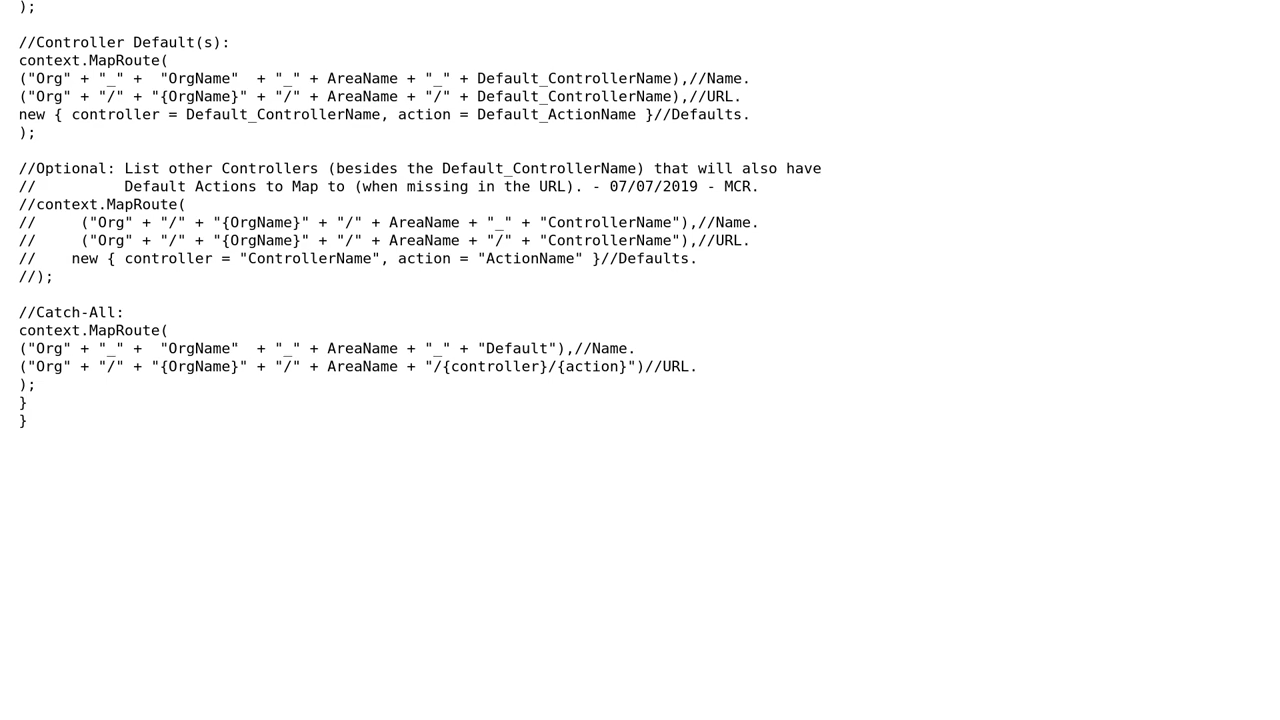 );
//Controller Default(s):
context.MapRoute(
("Org" + "_" +  "OrgName"  + "_" + AreaName + "_" + Default_ControllerName),//Name.
("Org" + "/" + "{OrgName}" + "/" + AreaName + "/" + Default_ControllerName),//URL.
new { controller = Default_ControllerName, action = Default_ActionName }//Defaults.
);
//Optional: List other Controllers (besides the Default_ControllerName) that will also have
//          Default Actions to Map to (when missing in the URL). - 07/07/2019 - MCR.
//context.MapRoute(
//     ("Org" + "/" + "{OrgName}" + "/" + AreaName + "_" + "ControllerName"),//Name.
//     ("Org" + "/" + "{OrgName}" + "/" + AreaName + "/" + "ControllerName"),//URL.
//    new { controller = "ControllerName", action = "ActionName" }//Defaults.
//);
//Catch-All:
context.MapRoute(
("Org" + "_" +  "OrgName"  + "_" + AreaName + "_" + "Default"),//Name.
("Org" + "/" + "{OrgName}" + "/" + AreaName + "/{controller}/{action}")//URL.
);
}
}